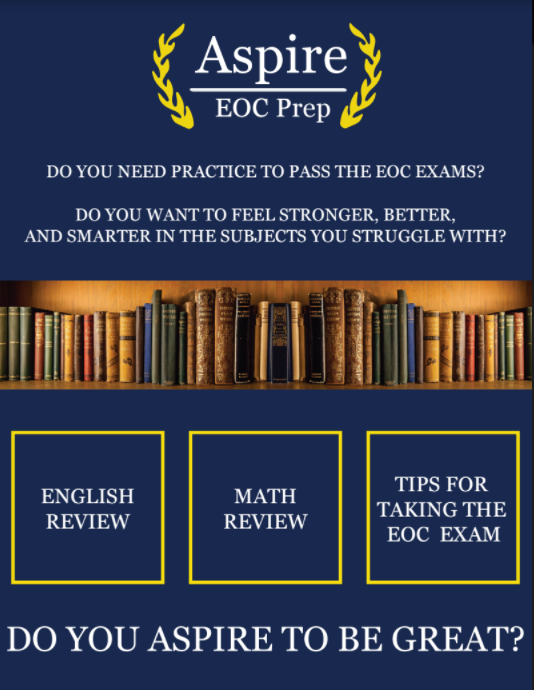 Aspire
EOC Prep
DO YOU NEED PRACTICE TO PASS THE EOC EXAMS?
DO YOU WANT TO FEEL STRONGER, BETTER,
AND SMARTER IN THE SUBJECTS YOU STRUGGLE WITH?
ENGLISH
REVIEW
MATH
REVIEW
TIPS FOR
TAKING THE
EOC EXAM
DO YOU ASPIRE TO BE GREAT?